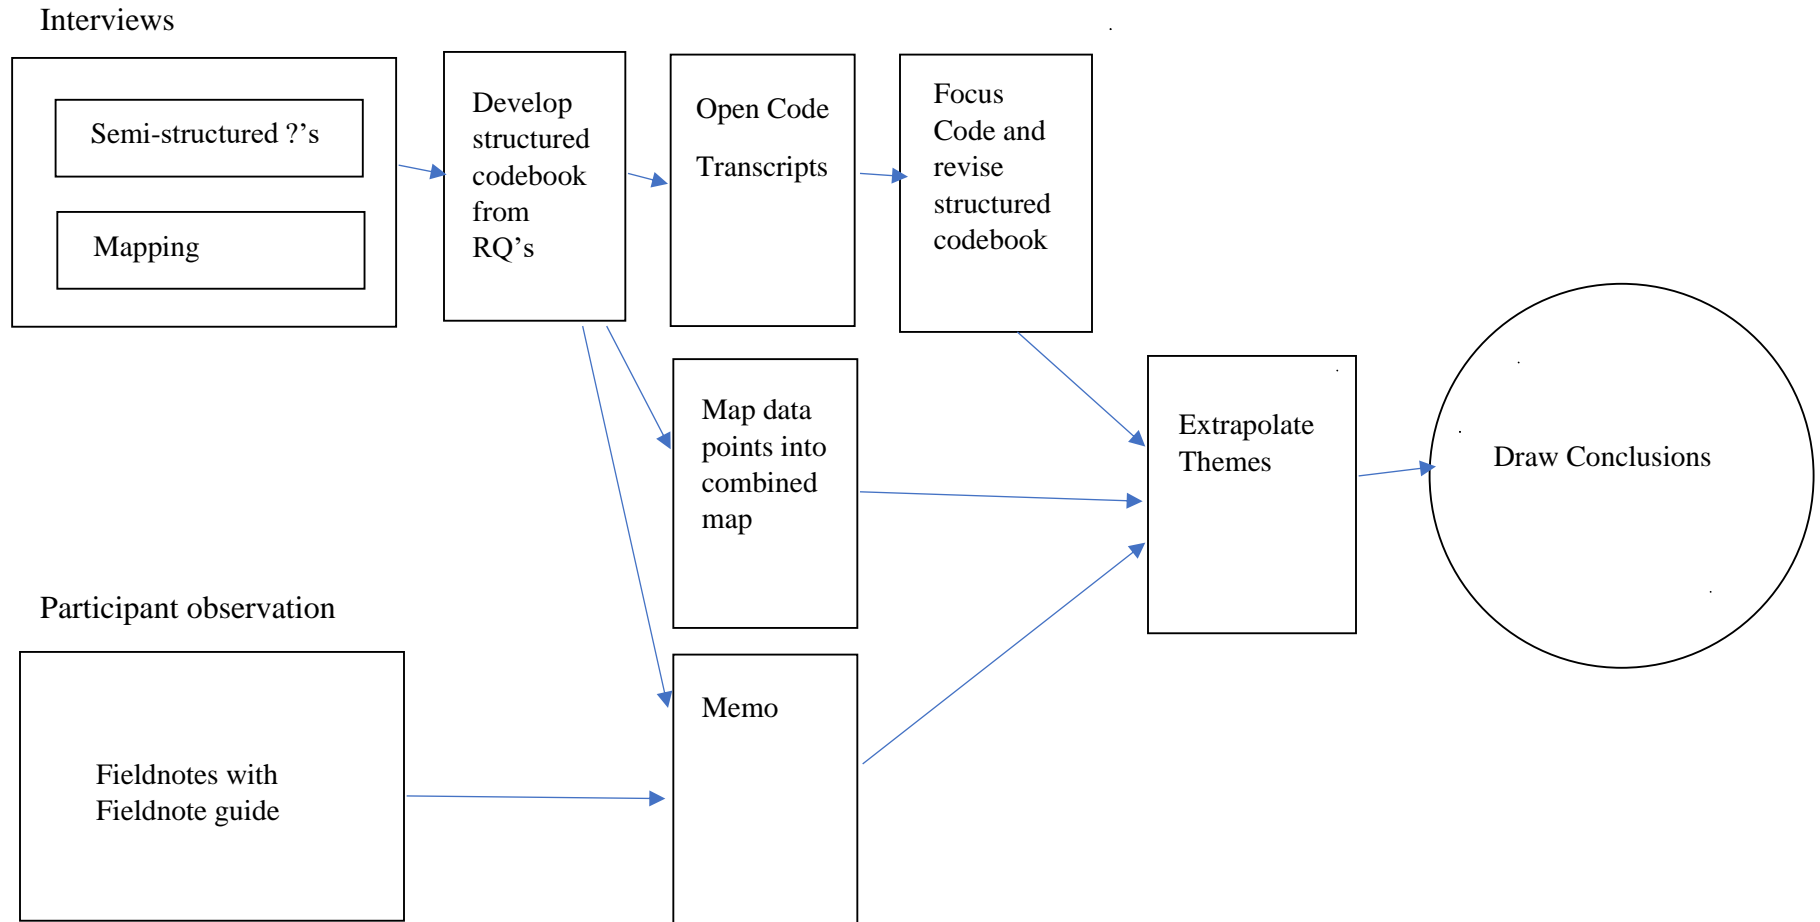 Interviews
Semi-structured ?’s
Mapping
Develop
structured
codebook
from
RQ’s
Open Code
Transcripts
Focus
Code and
revise
structured
codebook
Map data
points into
combined
map
Extrapolate
Themes
Draw Conclusions
Participant observation
Fieldnotes with
Fieldnote guide
Memo